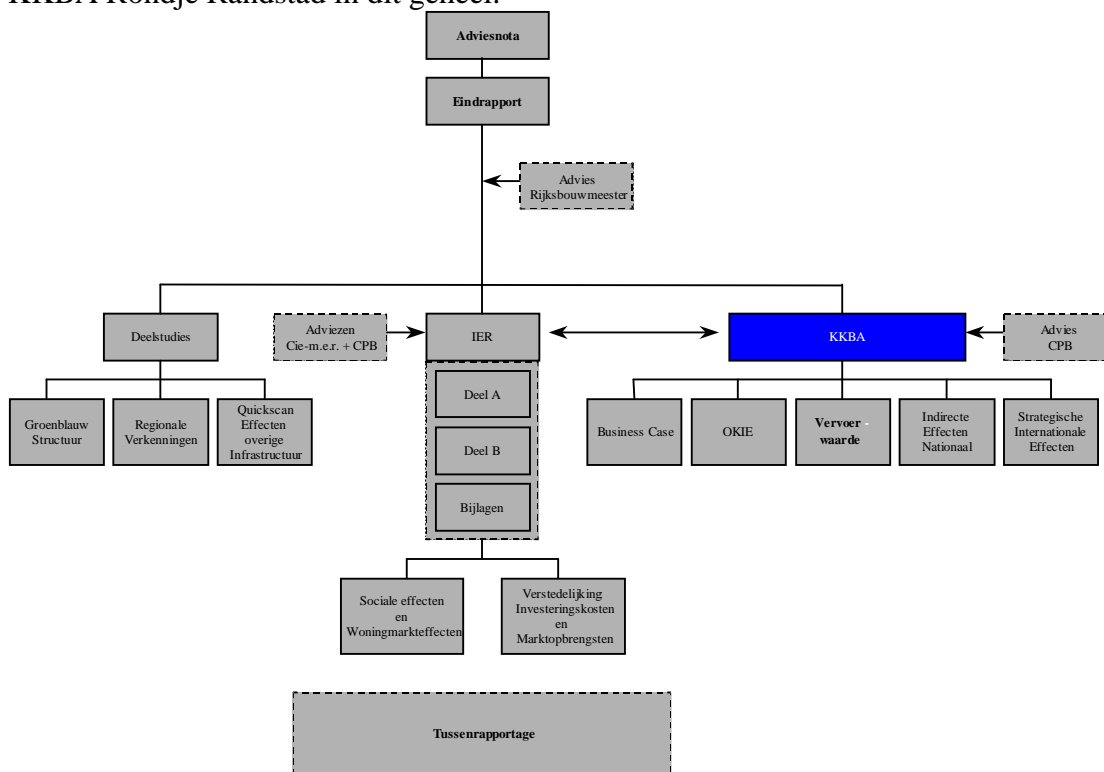 KKBA Rondje Randstad in dit geheel.
Adviesnota
Eindrapport
Advies
Rijksbouwmeester
Deelstudies
Adviezen
Cie-m.e.r. + CPB
IER
KKBA
Advies
CPB
Groenblauw
Structuur
Regionale
Verkenningen
Quickscan
Effecten
overige
Infrastructuur
Deel A
Deel B
Bijlagen
Business Case
OKIE
Vervoer -
waarde
Indirecte
Effecten
Nationaal
Strategische
Internationale
Effecten
Sociale effecten
en
Woningmarkteffecten
Verstedelijking
Investeringskosten
en
Marktopbrengsten
Tussenrapportage